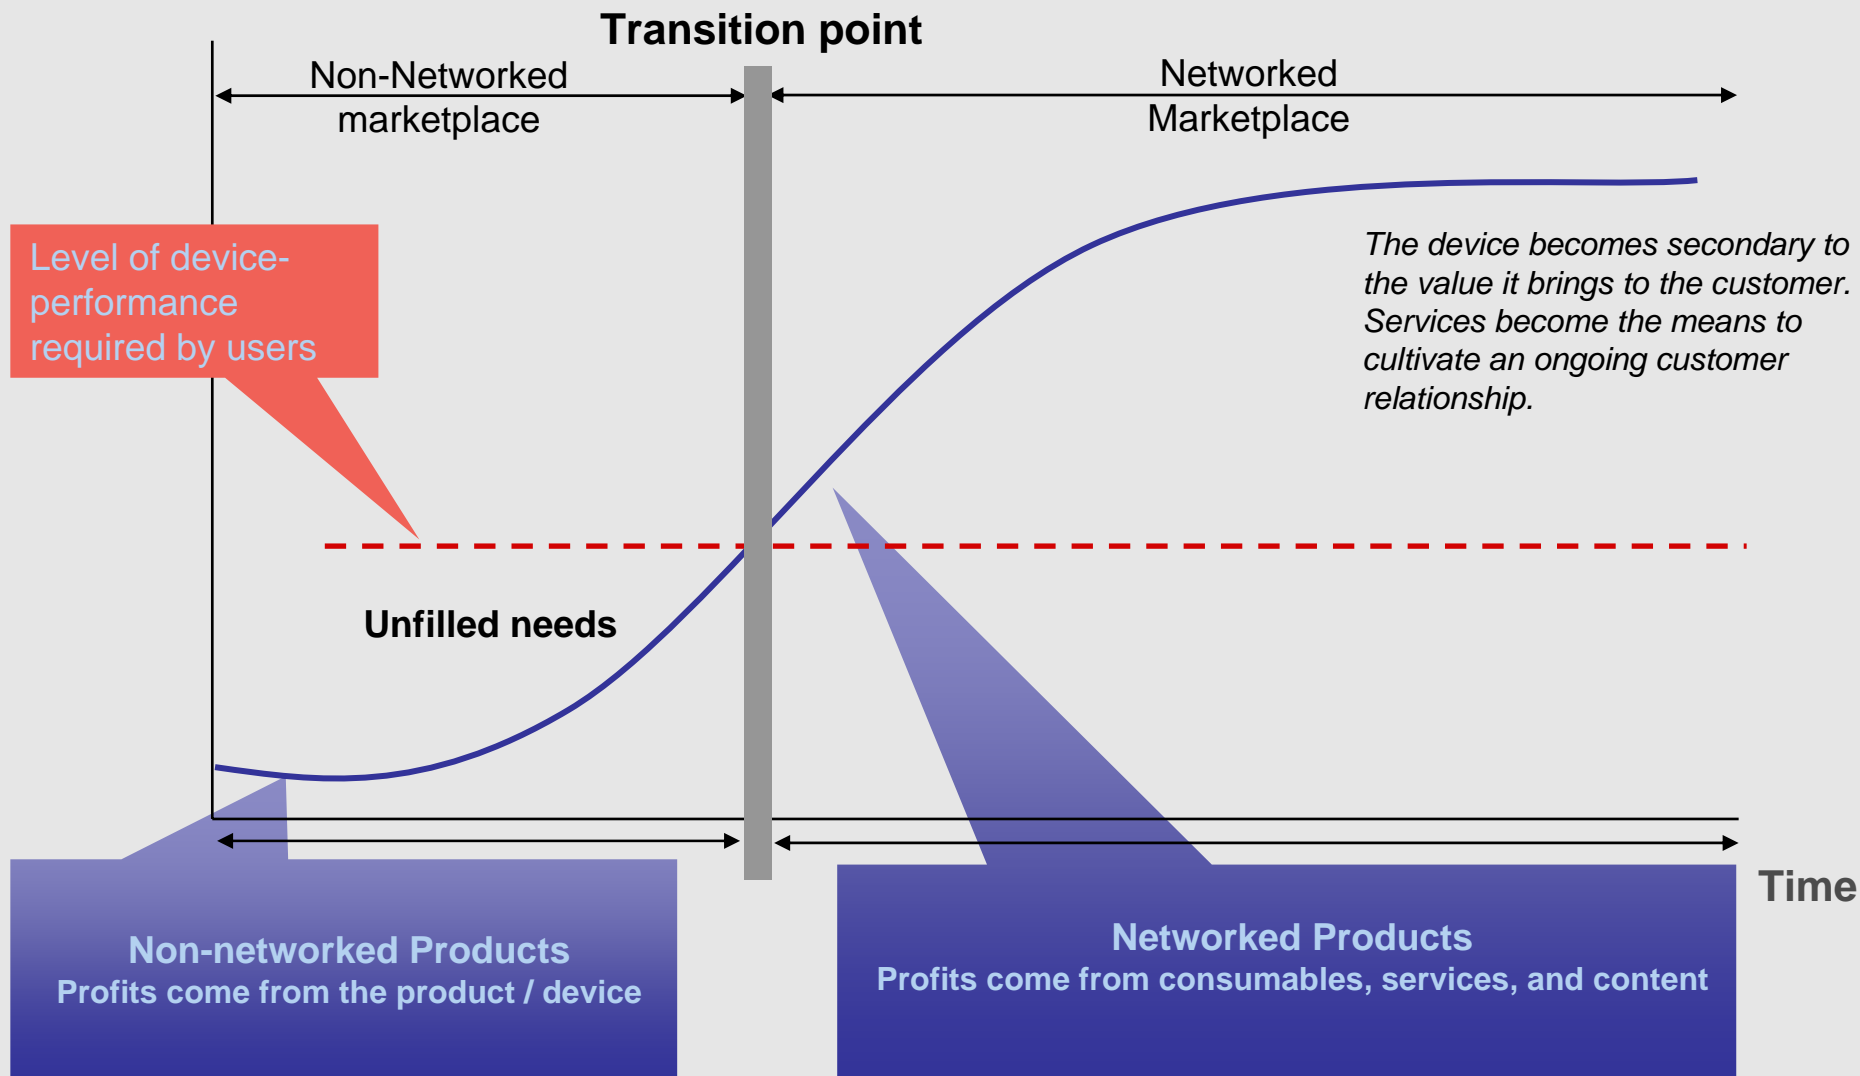 Transition point
Non-Networked
marketplace
Networked
Marketplace
Level of device-
performance
required by users
The device becomes secondary to
the value it brings to the customer.
Services become the means to
cultivate an ongoing customer
relationship.
Unfilled needs
Time
Non-networked Products
Profits come from the product / device
Networked Products
Profits come from consumables, services, and content